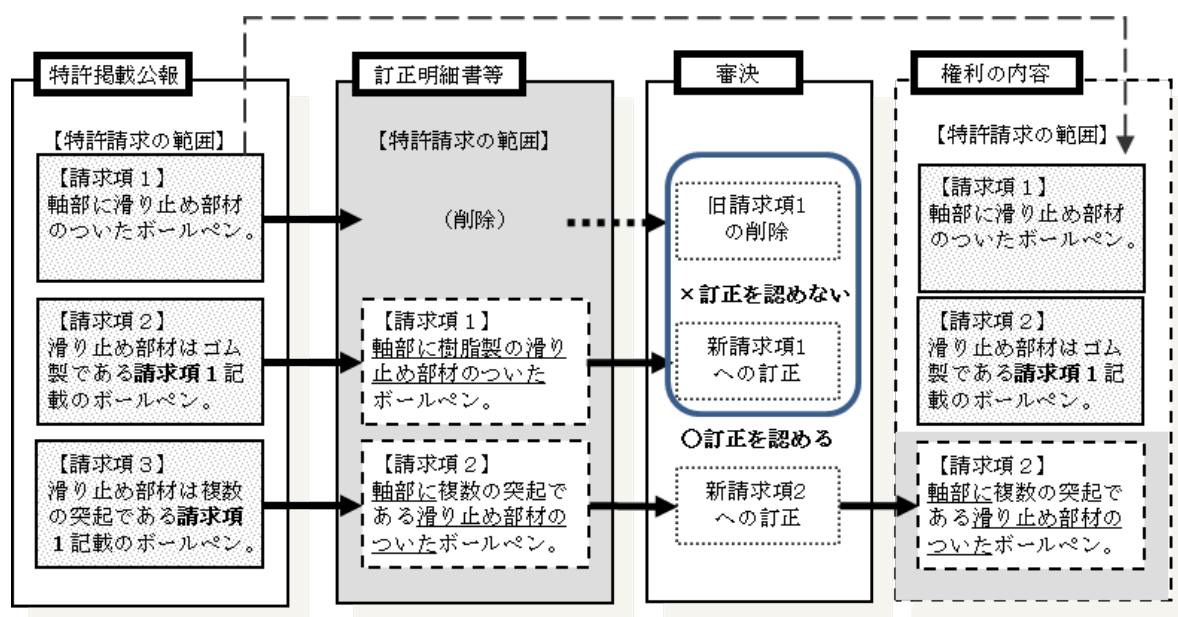 特許掲載公報
【特許請求の範囲】
【請求項１】
軸部に滑り止め部材
のついたボールペン。
【請求項２】
滑り止め部材はゴム
製である請求項１記
載のボールペン。
【請求項３】
滑り止め部材は複数
の突起である請求項
１記載のボールペン。
訂正明細書等
【特許請求の範囲】
（削除）
【請求項１】
軸部に樹脂製の滑り
止め部材のついた
ボールペン。
【請求項２】
軸部に複数の突起で
ある滑り止め部材の
ついたボールペン。
審決
旧請求項1
の削除
×訂正を認めない
新請求項1
への訂正
〇訂正を認める
新請求項2
への訂正
権利の内容
【特許請求の範囲】
【請求項１】
軸部に滑り止め部材
のついたボールペン。
【請求項２】
滑り止め部材はゴム
製である請求項１記
載のボールペン。
【請求項２】
軸部に複数の突起で
ある滑り止め部材の
ついたボールペン。